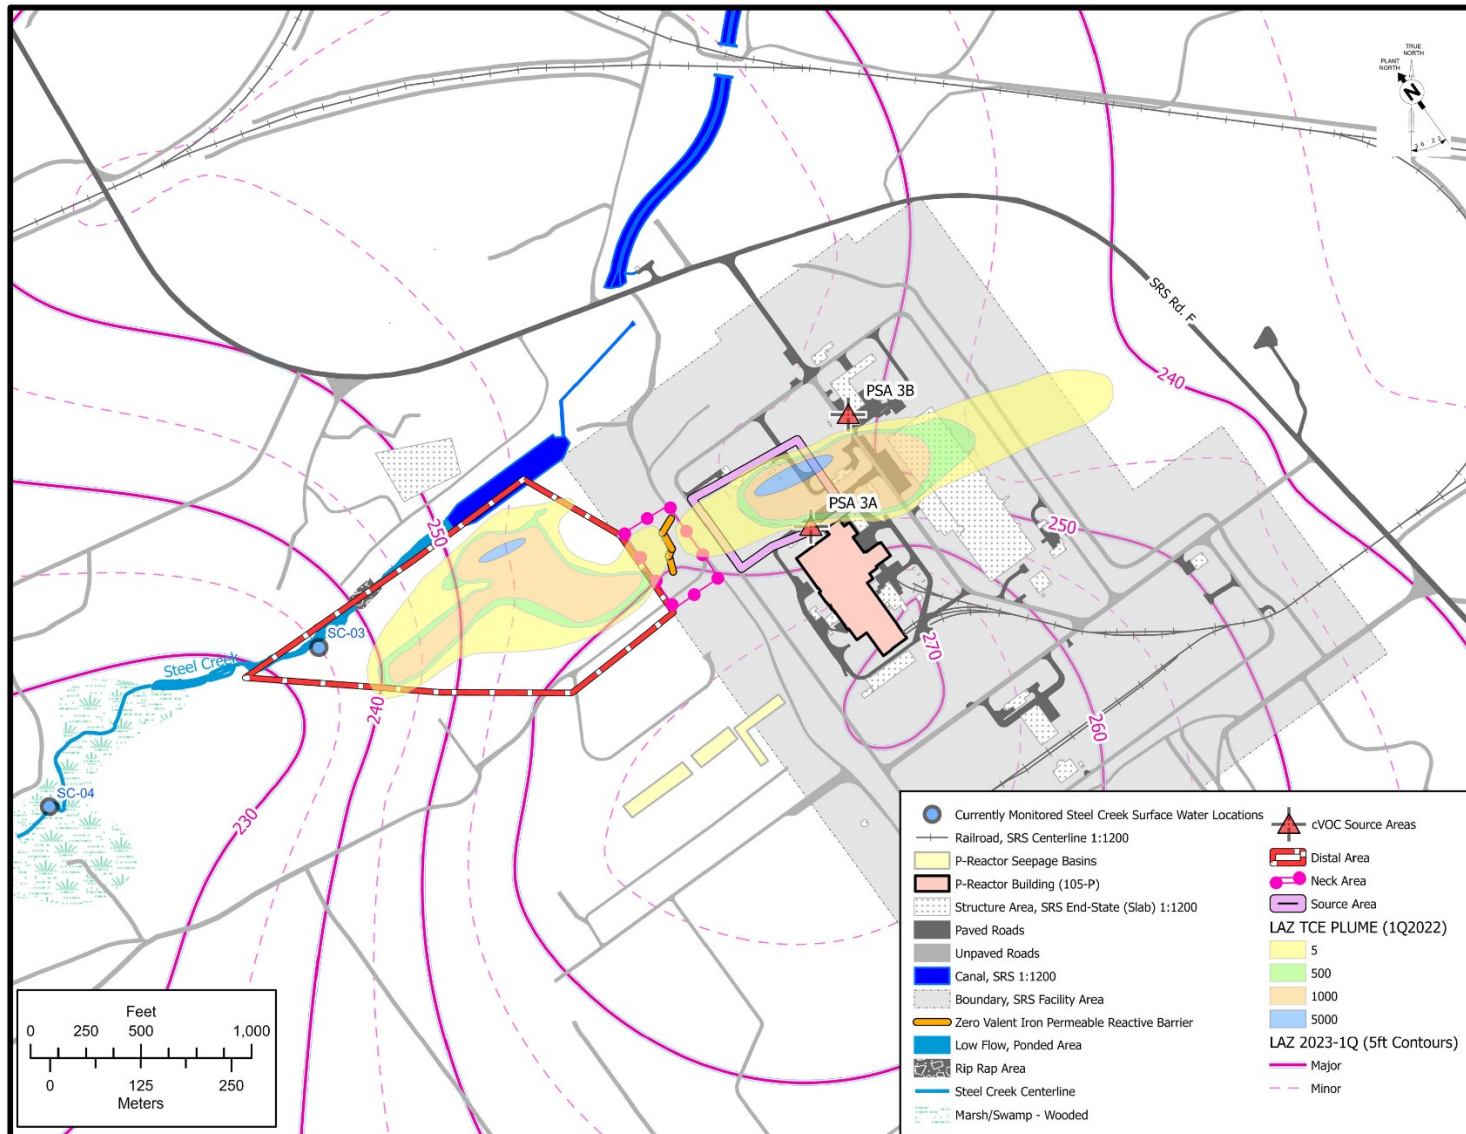 TRUE
NORTH
PLANT
NORTH
N
36 22
SRS Rd. F
240
PSA 3B
PSA 3A
250
250
SC-03
Steel Creek
270
240
260
SC-04
230
Currently Monitored Steel Creek Surface Water Locations
Railroad, SRS Centerline 1:1200
P-Reactor Seepage Basins
P-Reactor Building (105-P)
Structure Area, SRS End-State (Slab) 1:1200
Paved Roads
Unpaved Roads
Canal, SRS 1:1200
Boundary, SRS Facility Area
Zero Valent Iron Permeable Reactive Barrier
Low Flow, Ponded Area
Rip Rap Area
Steel Creek Centerline
Marsh/Swamp - Wooded
cVOC Source Areas
Distal Area
Neck Area
Source Area
LAZ TCE PLUME (1Q2022)
5
500
1000
5000
LAZ 2023-1Q (5ft Contours)
Major
Minor
Feet
0 250 500 1,000
0 125 250
Meters